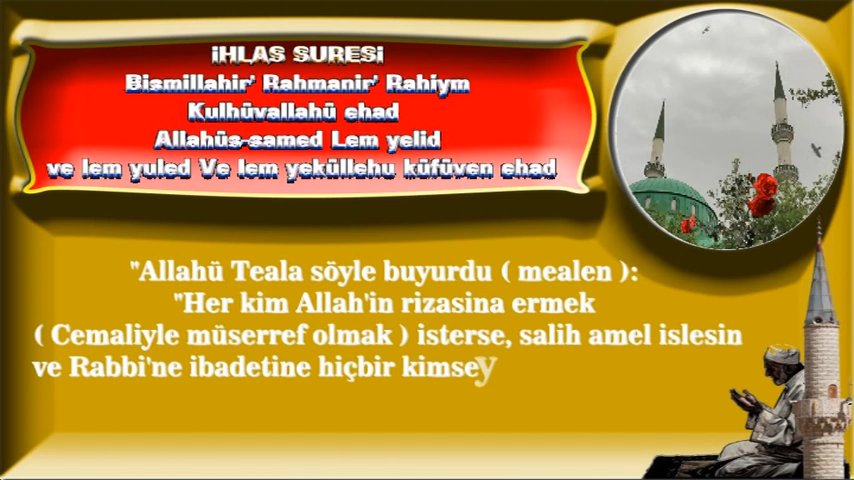 iHLAS SURESi
Bismillahir' Rahmanir' Rahiym
Kulhüvallahü ehad
Allahüs-samed Lem yelid
ve lem yuled Ve lem yeküllehu küfüven ehad
"Allahü Teala söyle buyurdu ( mealen ):
"Her kim Allah'in rizasina ermek
( Cemaliyle müserref olmak ) isterse, salih amel islesin
ve Rabbi'ne ibadetine hiçbir kimsey